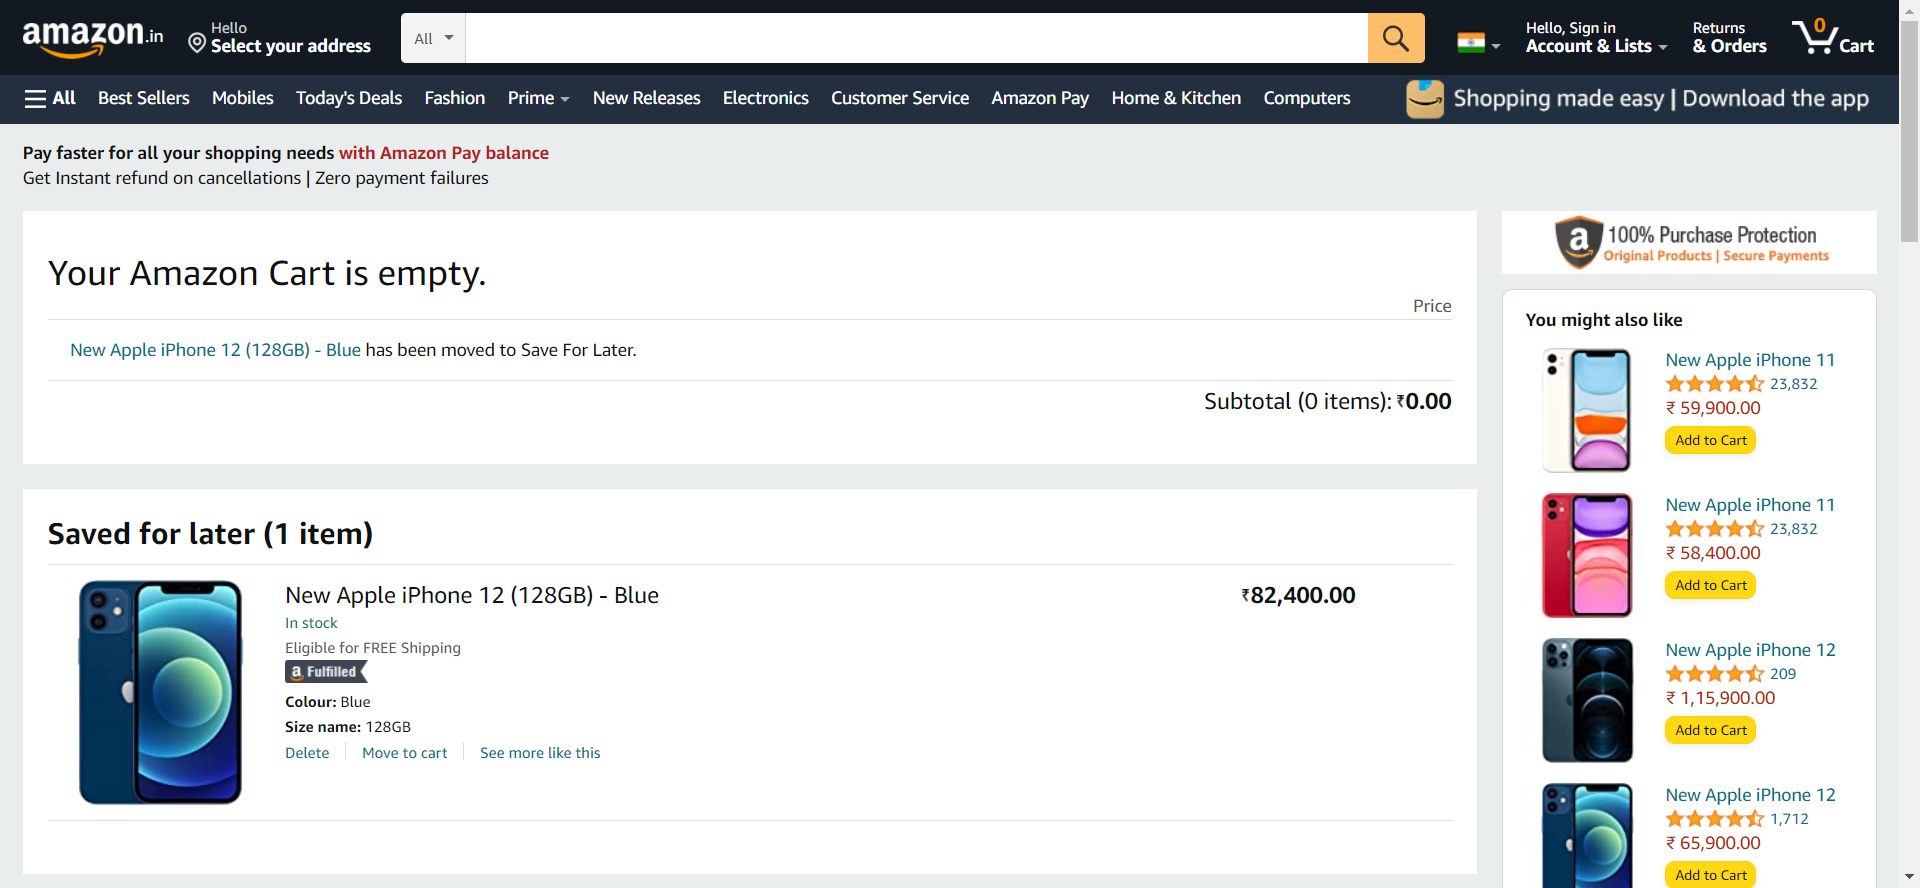 amazon.in
Hello
Select your address
All
Hello, Sign in
Account & Lists
Returns
& Orders
0
Cart
All
Best Sellers
Mobiles
Today's Deals
Fashion
Prime
New Releases
Electronics
Customer Service
Amazon Pay
Home & Kitchen
Computers
Shopping made easy | Download the app
Pay faster for all your shopping needs with Amazon Pay balance
Get Instant refund on cancellations | Zero payment failures
Your Amazon Cart is empty.
Price
New Apple iPhone 12 (128GB) - Blue has been moved to Save For Later.
Subtotal (0 items): ₹0.00
Saved for later (1 item)
New Apple iPhone 12 (128GB) - Blue
₹82,400.00
In stock
Eligible for FREE Shipping
a Fulfilled
Colour: Blue
Size name: 128GB
Delete
Move to cart
See more like this
a
100% Purchase Protection
Original Products | Secure Payments
You might also like
New Apple iPhone 11
23,832
₹ 59,900.00
Add to Cart
New Apple iPhone 11
23,832
₹ 58,400.00
Add to Cart
New Apple iPhone 12
209
₹ 1,15,900.00
Add to Cart
New Apple iPhone 12
1,712
₹ 65,900.00
Add to Cart